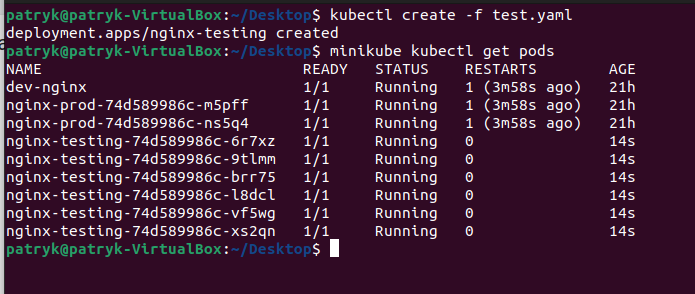 patryk@patryk-VirtualBox:~/Desktop$ kubectl create -f test.yaml
deployment.apps/nginx-testing created
patryk@patryk-VirtualBox:~/Desktop$ minikube kubectl get pods
NAME READY STATUS RESTARTS AGE
dev-nginx 1/1 Running 1 (3m58s ago) 21h
nginx-prod-74d589986c-m5pff 1/1 Running 1 (3m58s ago) 21h
nginx-prod-74d589986c-ns5q4 1/1 Running 1 (3m58s ago) 21h
nginx-testing-74d589986c-6r7xz 1/1 Running 0 14s
nginx-testing-74d589986c-9tlmm 1/1 Running 0 14s
nginx-testing-74d589986c-brr75 1/1 Running 0 14s
nginx-testing-74d589986c-l8dcl 1/1 Running 0 14s
nginx-testing-74d589986c-vf5wg 1/1 Running 0 14s
nginx-testing-74d589986c-xs2qn 1/1 Running 0 14s
patryk@patryk-VirtualBox:~/Desktop$